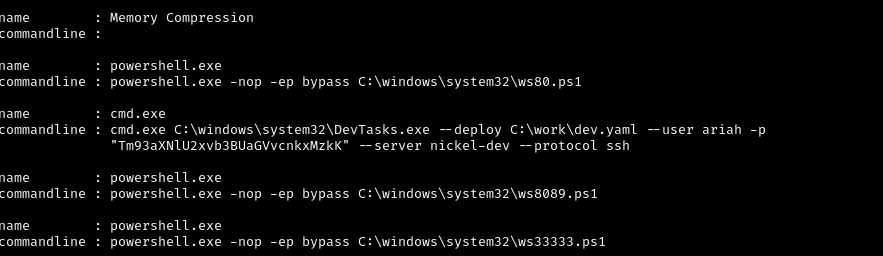 name        : Memory Compression
commandline :
name        : powershell.exe
commandline : powershell.exe -nop -ep bypass C:\windows\system32\ws80.ps1
name        : cmd.exe
commandline : cmd.exe C:\windows\system32\DevTasks.exe --deploy C:\work\dev.yaml --user ariah -p
"Tm93aXNlU2xvb3BUaGVvcnkxMzkK" --server nickel-dev --protocol ssh
name        : powershell.exe
commandline : powershell.exe -nop -ep bypass C:\windows\system32\ws8089.ps1
name        : powershell.exe
commandline : powershell.exe -nop -ep bypass C:\windows\system32\ws33333.ps1